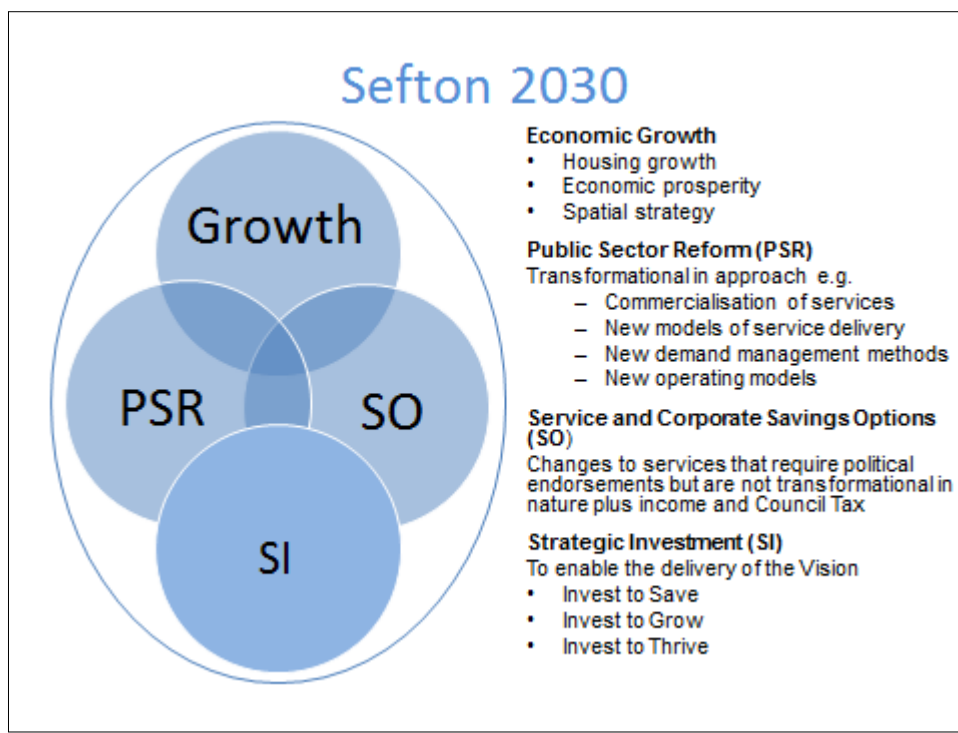 Sefton 2030
Growth
PSR
SO
SI
Economic Growth
• Housing growth
• Economic prosperity
• Spatial strategy
Public Sector Reform (PSR)
Transformational in approach e.g.
– Commercialisation of services
– New models of service delivery
– New demand management methods
– New operating models
Service and Corporate Savings Options
(SO)
Changes to services that require political
endorsements but are not transformational in
nature plus income and Council Tax
Strategic Investment (SI)
To enable the delivery of the Vision
• Invest to Save
• Invest to Grow
• Invest to Thrive